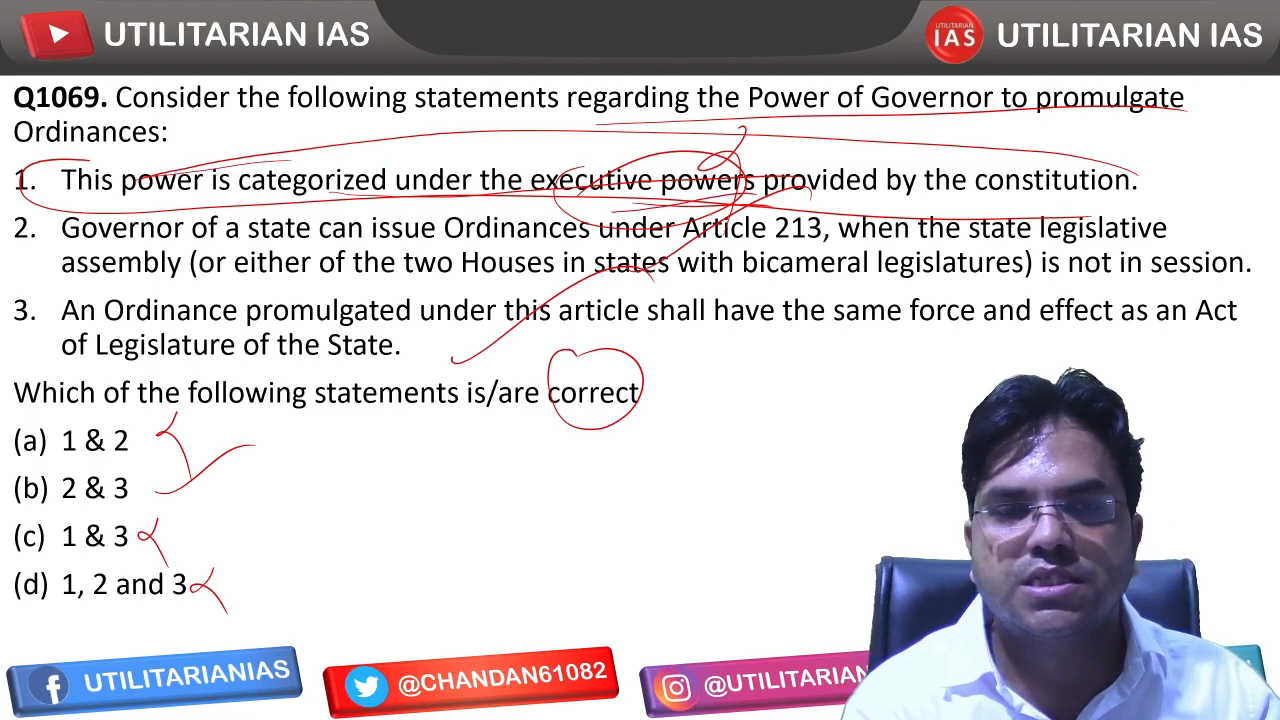 UTILITARIAN IAS
UTILITARIAN IAS
UTILITARIAN IAS
Q1069. Consider the following statements regarding the Power of Governor to promulgate
Ordinances:
1. This power is categorized under the executive powers provided by the constitution.
2. Governor of a state can issue Ordinances under Article 213, when the state legislative
assembly (or either of the two Houses in states with bicameral legislatures) is not in session.
3. An Ordinance promulgated under this article shall have the same force and effect as an Act
of Legislature of the State.
Which of the following statements is/are correct
(a) 1 & 2
(b) 2 & 3
(c) 1 & 3
(d) 1, 2 and 3
UTILITARIANIAS
@CHANDAN61082